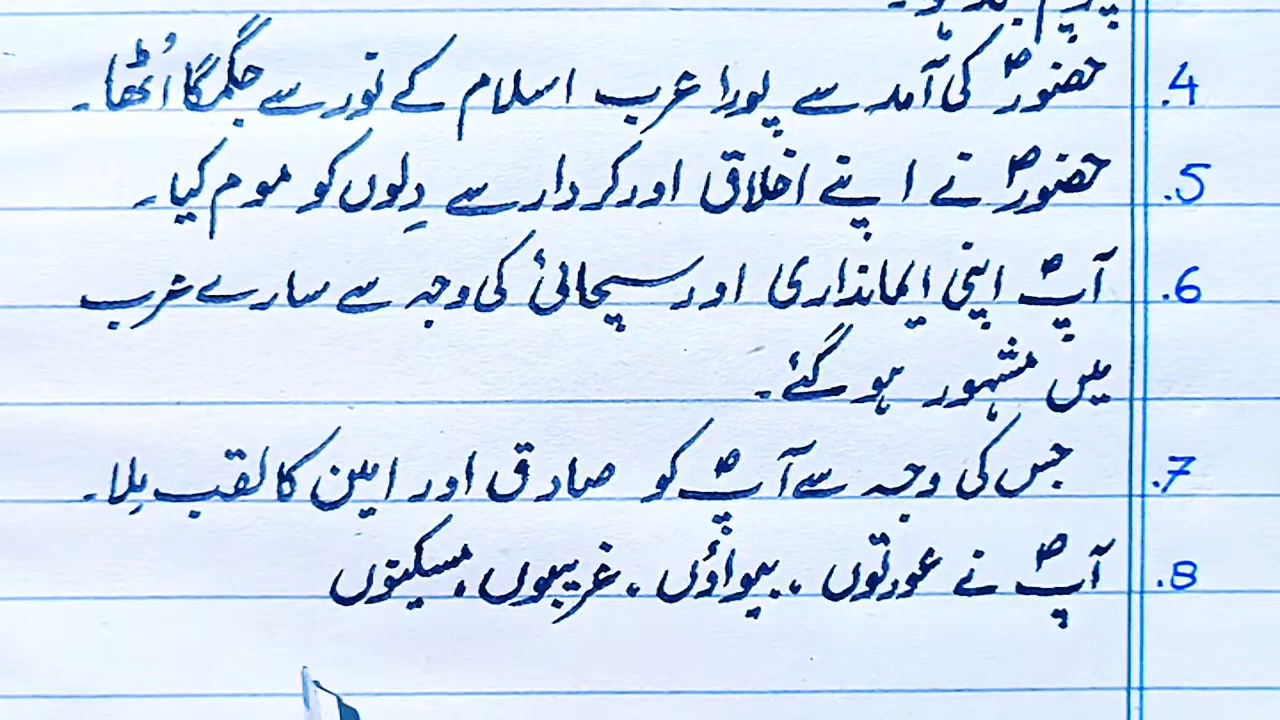 4. حضورؐ کی آمد سے پورا عرب اسلام کے نور سے جگمگا اُٹھا۔
5. حضورؐ نے اپنے اخلاق اور کردار سے دِلوں کو موم کیا۔
6. آپؐ اپنی ایمانداری اور سچائی کی وجہ سے سارے عرب
میں مشہور ہو گئے۔
7. جس کی وجہ سے آپؐ کو صادق اور امین کا لقب مِلا۔
8. آپؐ نے عورتوں، بیواؤں، غریبوں، مسکینوں